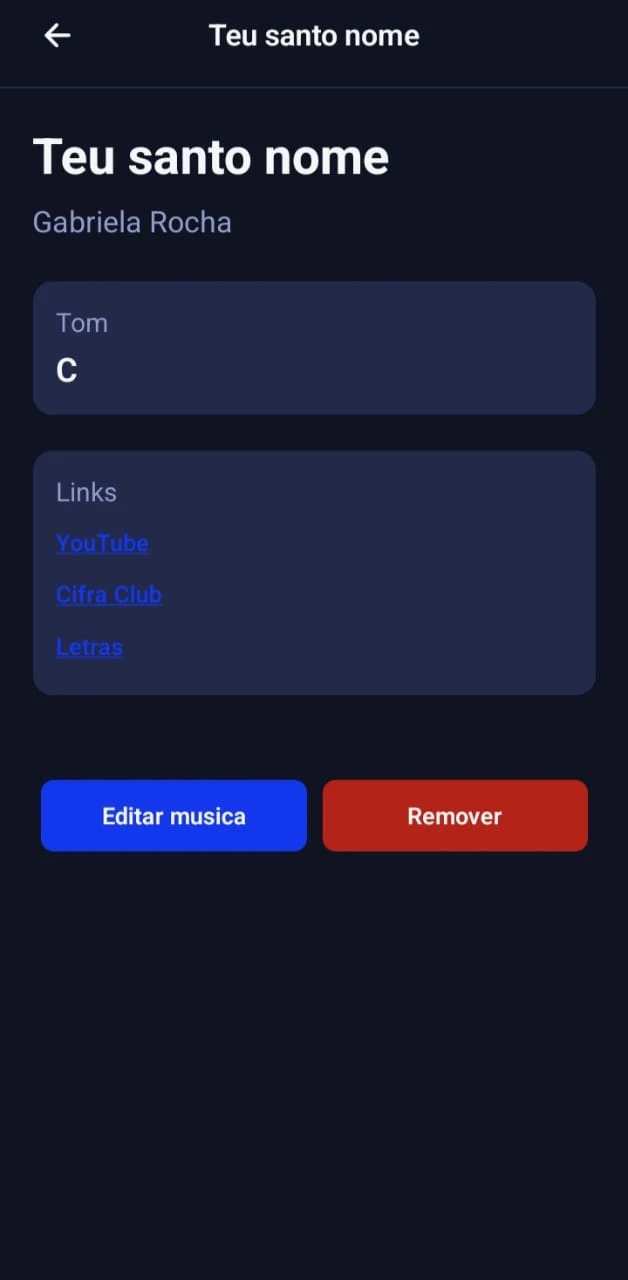 Teu santo nome
Teu santo nome
Gabriela Rocha
Tom
C
Links
YouTube
Cifra Club
Letras
Editar musica
Remover